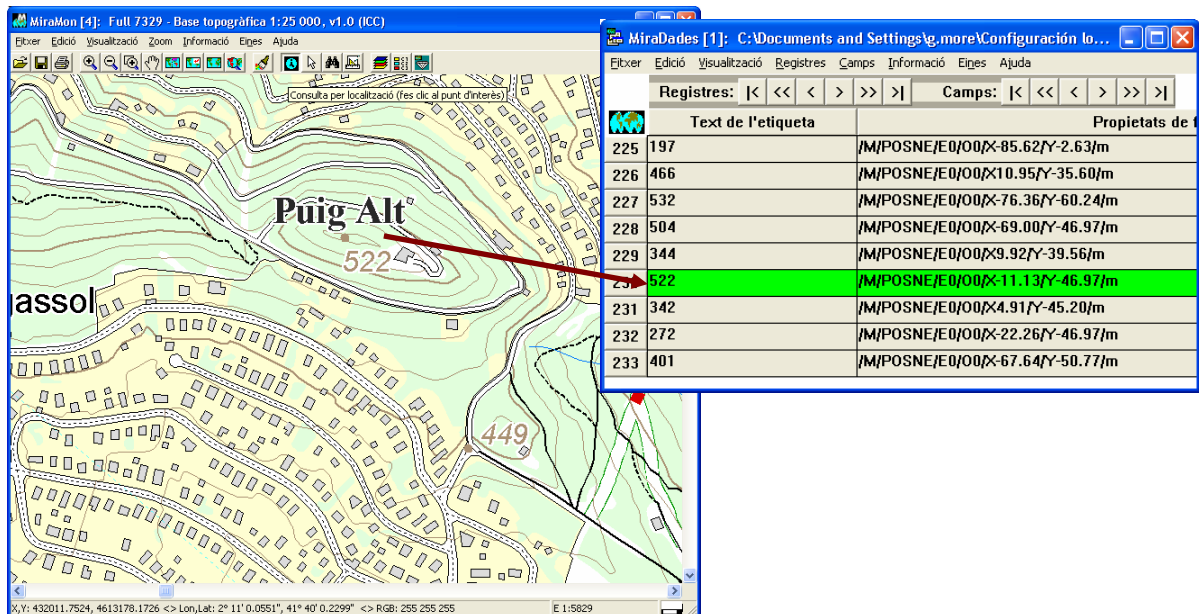 MiraMon [4]: Full 7329 - Base topogràfica 1:25 000, v1.0 (ICC)
Fitxer Edició Visualització Zoom Informació Eines Ajuda
Consulta per localització (fes clic al punt d'interès)
Puig Alt
522
gassol
449
X,Y: 432011.7524, 4613178.1726 <> Lon,Lat: 2° 11' 0.0551", 41° 40' 0.2299" <> RGB: 255 255 255 E 1:5829
MiraDades [1]: C:\Documents and Settings\g.more\Configuración lo...
Fitxer Edició Visualització Registres Camps Informació Eines Ajuda
Registres: |< << < > >> >| Camps: |< << < > >> >|
Text de l'etiqueta Propietats de f
225 197 /M/POSNE/E0/O0/X-85.62/Y-2.63/m
226 466 /M/POSNE/E0/O0/X10.95/Y-35.60/m
227 532 /M/POSNE/E0/O0/X-76.36/Y-60.24/m
228 504 /M/POSNE/E0/O0/X-69.00/Y-46.97/m
229 344 /M/POSNE/E0/O0/X9.92/Y-39.56/m
522 /M/POSNE/E0/O0/X-11.13/Y-46.97/m
231 342 /M/POSNE/E0/O0/X4.91/Y-45.20/m
232 272 /M/POSNE/E0/O0/X-22.26/Y-46.97/m
233 401 /M/POSNE/E0/O0/X-67.64/Y-50.77/m